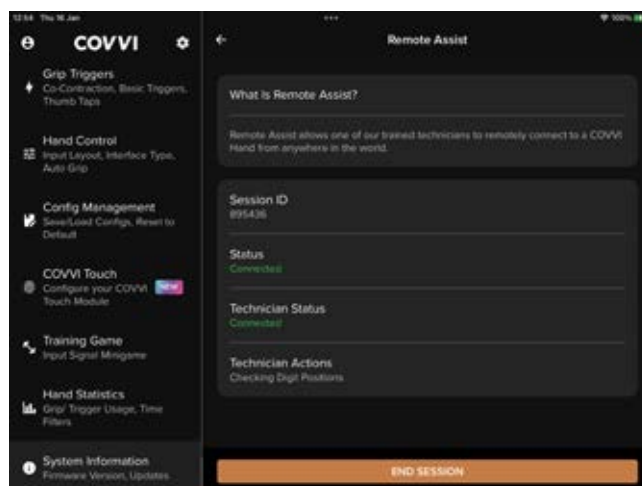 12:54 Thu 16 Jan
100%
COVVI
Remote Assist
Grip Triggers
Co-Contraction, Basic Triggers,
Thumb Taps
Hand Control
Input Layout, Interface Type,
Auto Grip
Config Management
Save/Load Configs, Reset to
Default
COVVI Touch
Configure your COVVI
Touch Module
NEW
Training Game
Input Signal Minigame
Hand Statistics
Grip/ Trigger Usage, Time
Filters
System Information
Firmware Version, Updates
What Is Remote Assist?
Remote Assist allows one of our trained technicians to remotely connect to a COVVI
Hand from anywhere in the world.
Session ID
895436
Status
Connected
Technician Status
Connected
Technician Actions
Checking Digit Positions
END SESSION